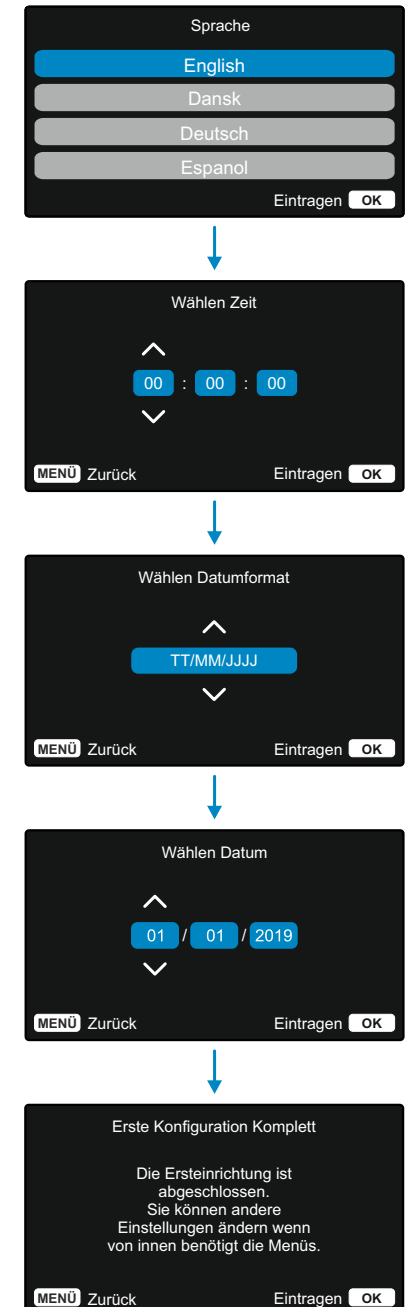 Sprache
English
Dansk
Deutsch
Espanol
Eintragen OK
Wählen Zeit
00 : 00 : 00
MENÜ Zurück Eintragen OK
Wählen Datumformat
TT/MM/JJJJ
MENÜ Zurück Eintragen OK
Wählen Datum
01 / 01 / 2019
MENÜ Zurück Eintragen OK
Erste Konfiguration Komplett
Die Ersteinrichtung ist
abgeschlossen.
Sie können andere
Einstellungen ändern wenn
von innen benötigt die Menüs.
MENÜ Zurück Eintragen OK